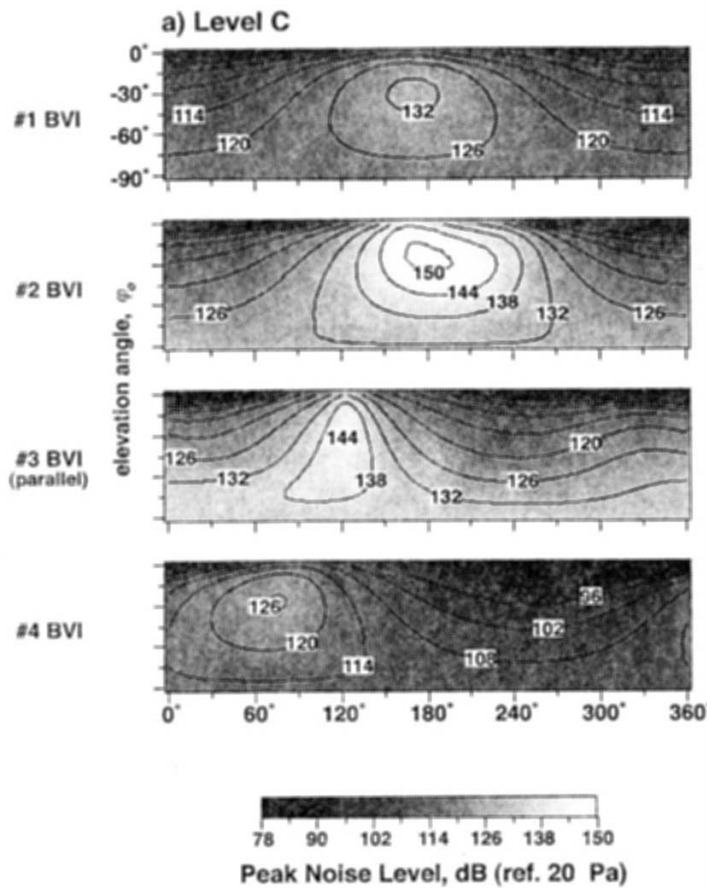 a) Level C
0°
-30°
-60°
-90°
#1 BVI
114
120
132
126
120
114
elevation angle, φe
#2 BVI
126
150
144
138
132
126
#3 BVI
(parallel)
126
132
144
138
132
126
120
#4 BVI
126
120
114
108
102
96
0° 60° 120° 180° 240° 300° 360°
78 90 102 114 126 138 150
Peak Noise Level, dB (ref. 20 Pa)